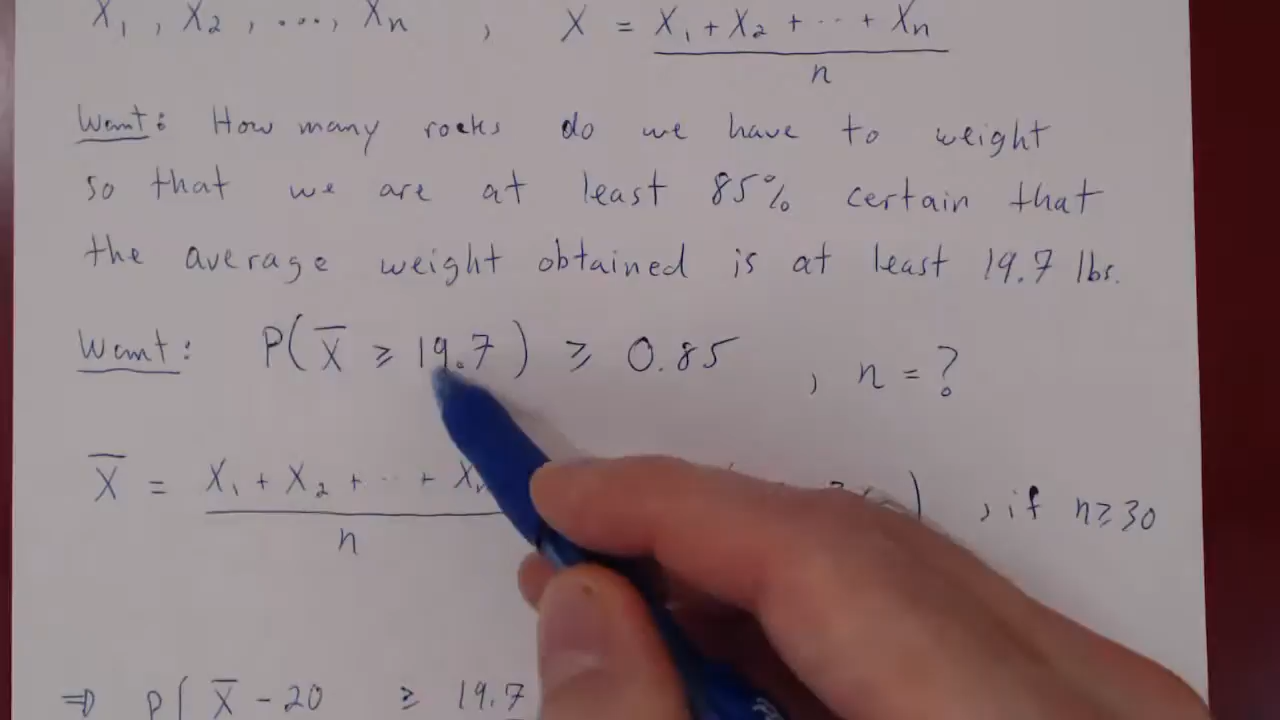 X₁, X₂, ..., Xₙ , X = X₁ + X₂ + ··· + Xₙ
n
Want: How many rocks do we have to weight
so that we are at least 85% certain that
the average weight obtained is at least 19.7 lbs.
Want: P(X̅ ≥ 19.7) ≥ 0.85 , n = ?
X̅ = X₁ + X₂ + ··· + X ) , if n ≥ 30
n
⇒ P( X̅ - 20 ≥ 19.7